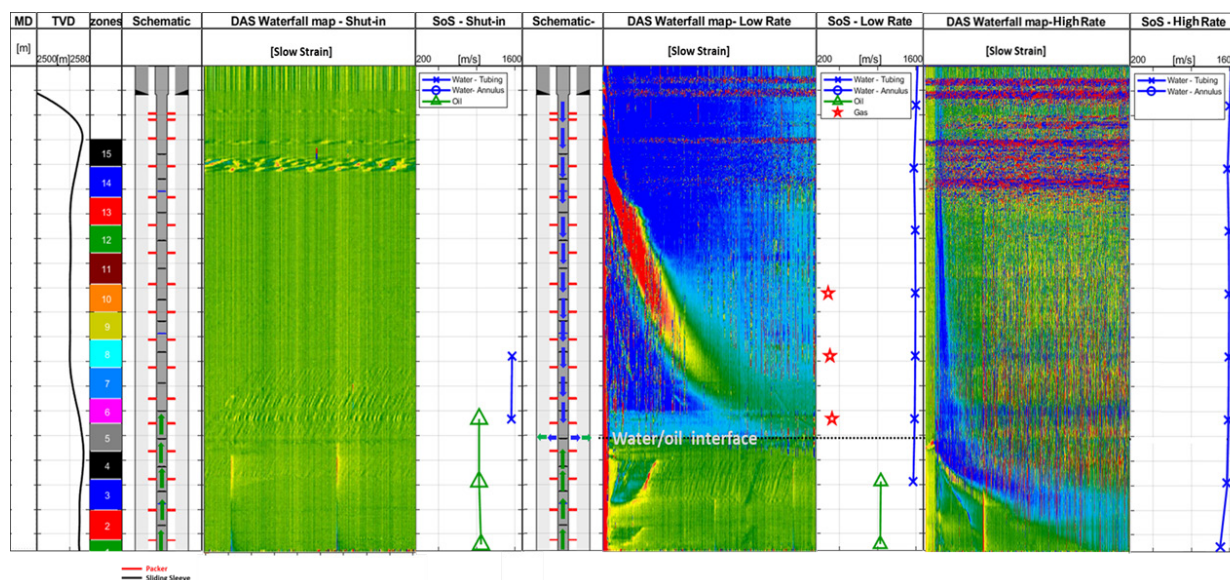 MD TVD zones Schematic DAS Waterfall map - Shut-in SoS - Shut-in Schematic- DAS Waterfall map- Low Rate SoS - Low Rate DAS Waterfall map-High Rate SoS - High Rate
[m] 2500[m]2580 [Slow Strain] 200 [m/s] 1600 [Slow Strain] 200 [m/s] 1600 [Slow Strain] 200 [m/s]
Water - Tubing
Water- Annulus
Oil
Water - Tubing
Water - Annulus
Oil
Gas
Water - Tubing
Water - Annulus
15
14
13
12
11
10
9
8
7
6
5
Water/oil interface
4
3
2
Packer
Sliding Sleeve